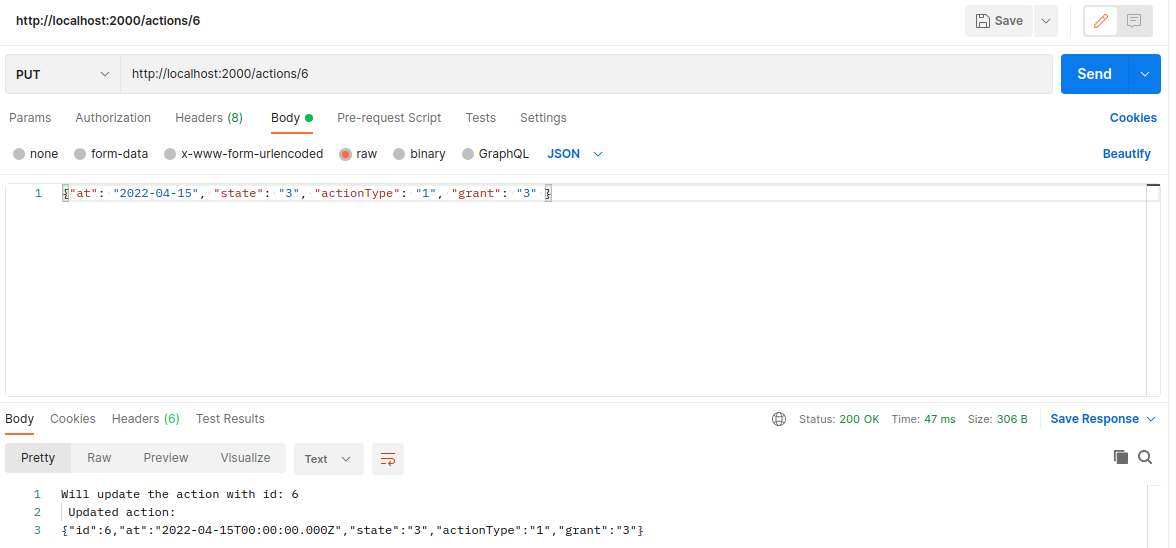 http://localhost:2000/actions/6
Save
PUT
http://localhost:2000/actions/6
Send
Params Authorization Headers (8) Body Pre-request Script Tests Settings Cookies
none form-data x-www-form-urlencoded raw binary GraphQL JSON Beautify
1 {"at": "2022-04-15", "state": "3", "actionType": "1", "grant": "3" }
Body Cookies Headers (6) Test Results Status: 200 OK Time: 47 ms Size: 306 B Save Response
Pretty Raw Preview Visualize Text
1 Will update the action with id: 6
2 Updated action:
3 {"id":6,"at":"2022-04-15T00:00:00.000Z","state":"3","actionType":"1","grant":"3"}